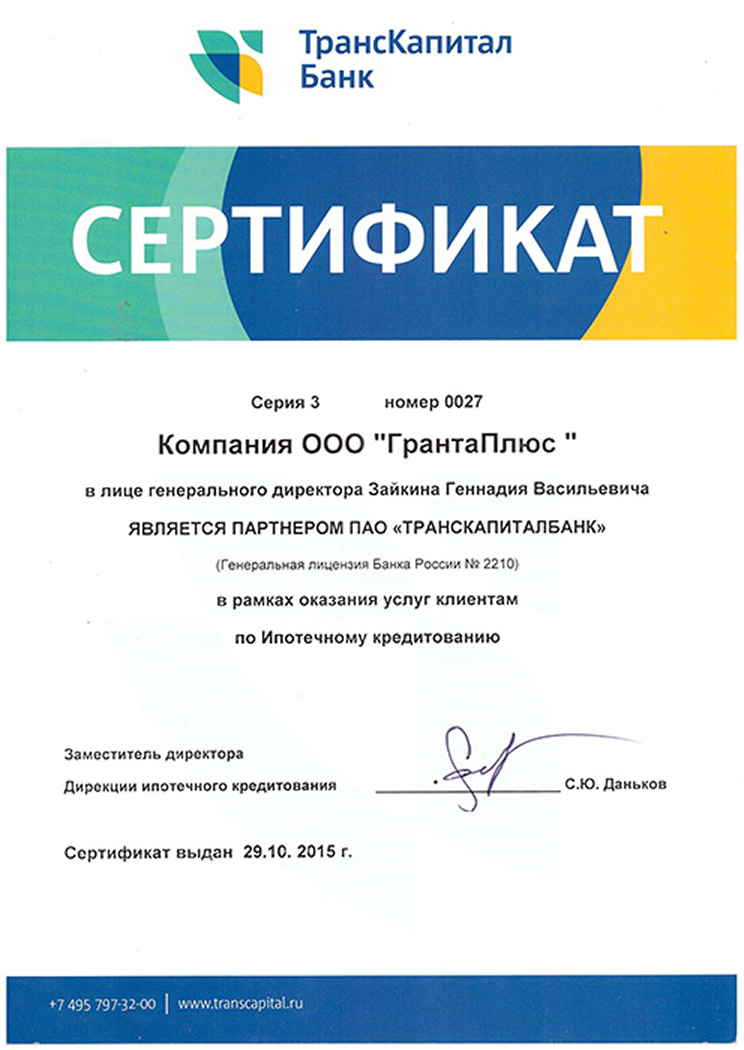 ТрансКапитал
Банк
СЕРТИФИКАТ
Серия 3 номер 0027
Компания ООО "ГрантаПлюс "
в лице генерального директора Зайкина Геннадия Васильевича
ЯВЛЯЕТСЯ ПАРТНЕРОМ ПАО «ТРАНСКАПИТАЛБАНК»
(Генеральная лицензия Банка России № 2210)
в рамках оказания услуг клиентам
по Ипотечному кредитованию
Заместитель директора
Дирекции ипотечного кредитования С.Ю. Даньков
Сертификат выдан 29.10. 2015 г.
+7 495 797-32-00 | www.transcapital.ru